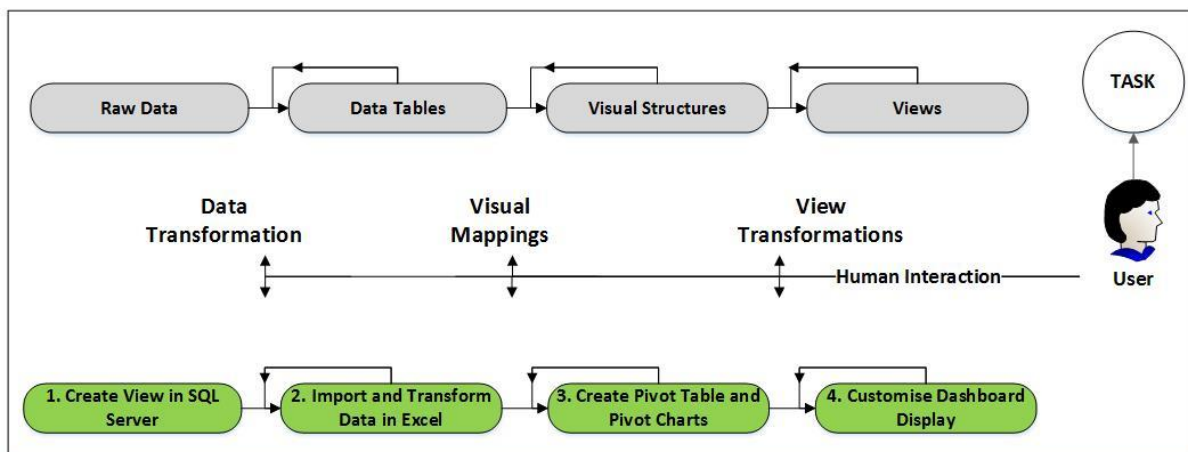 TASK
Raw Data
Data Tables
Visual Structures
Views
Data
Transformation
Visual
Mappings
View
Transformations
Human Interaction
User
1. Create View in SQL
Server
2. Import and Transform
Data in Excel
3. Create Pivot Table and
Pivot Charts
4. Customise Dashboard
Display